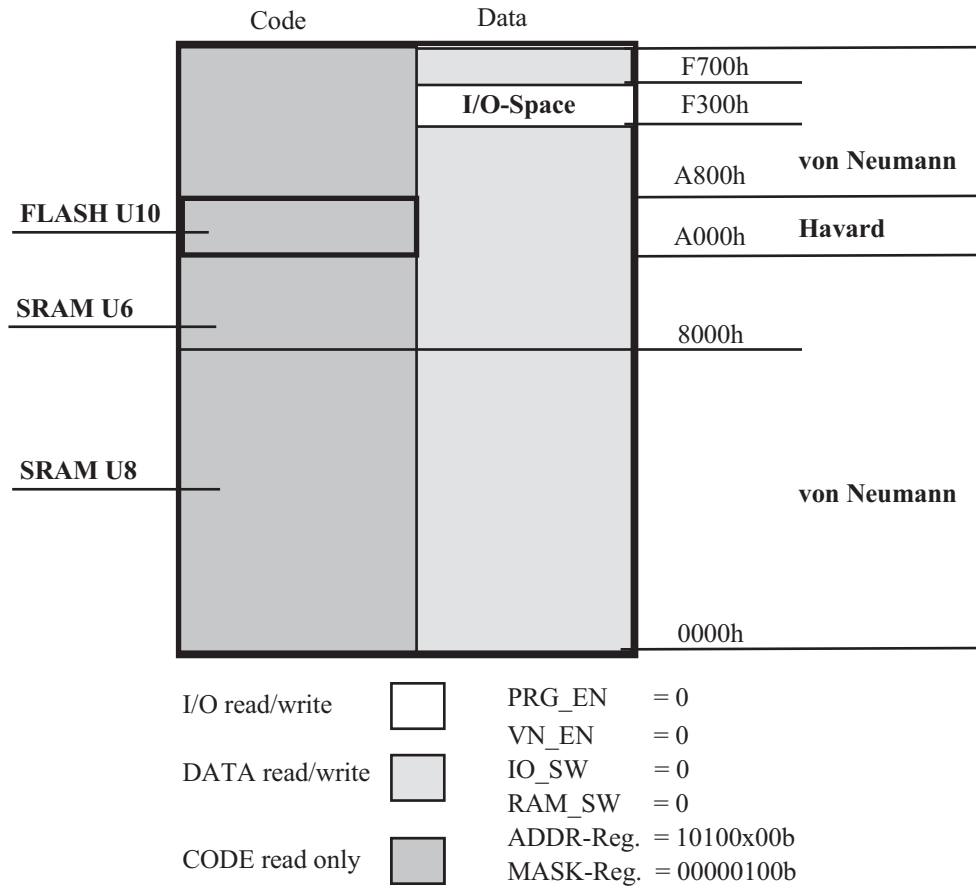 Code
Data
F700h
I/O-Space
F300h
von Neumann
A800h
FLASH U10
A000h
Havard
SRAM U6
8000h
SRAM U8
von Neumann
0000h
I/O read/write
DATA read/write
CODE read only
PRG_EN = 0
VN_EN = 0
IO_SW = 0
RAM_SW = 0
ADDR-Reg. = 10100x00b
MASK-Reg. = 00000100b